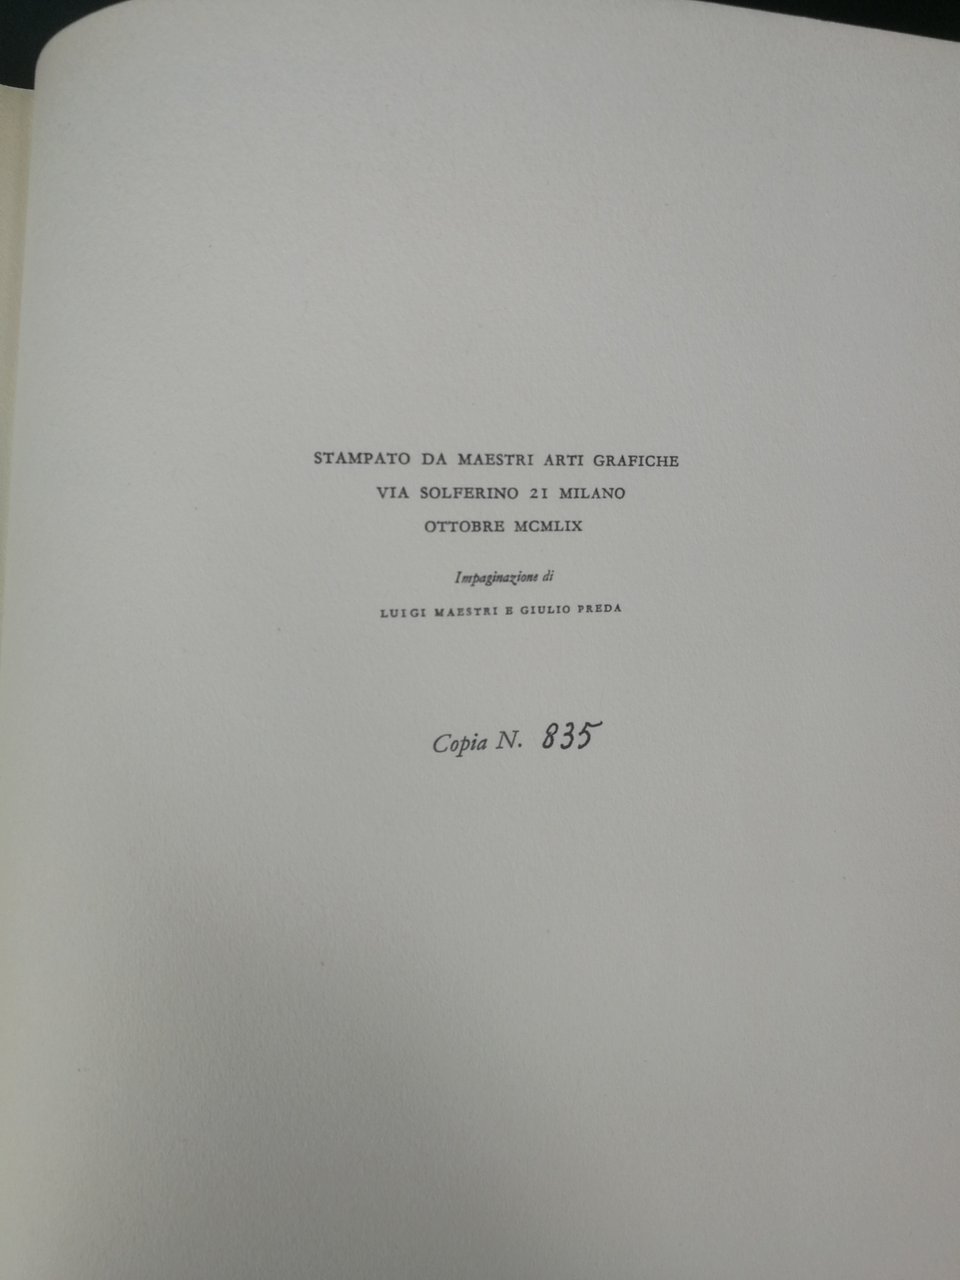 STAMPATO DA MAESTRI ARTI GRAFICHE
VIA SOLFERINO 21 MILANO
OTTOBRE MCMLIX
Impaginazione di
LUIGI MAESTRI E GIULIO PREDA
Copia N. 835